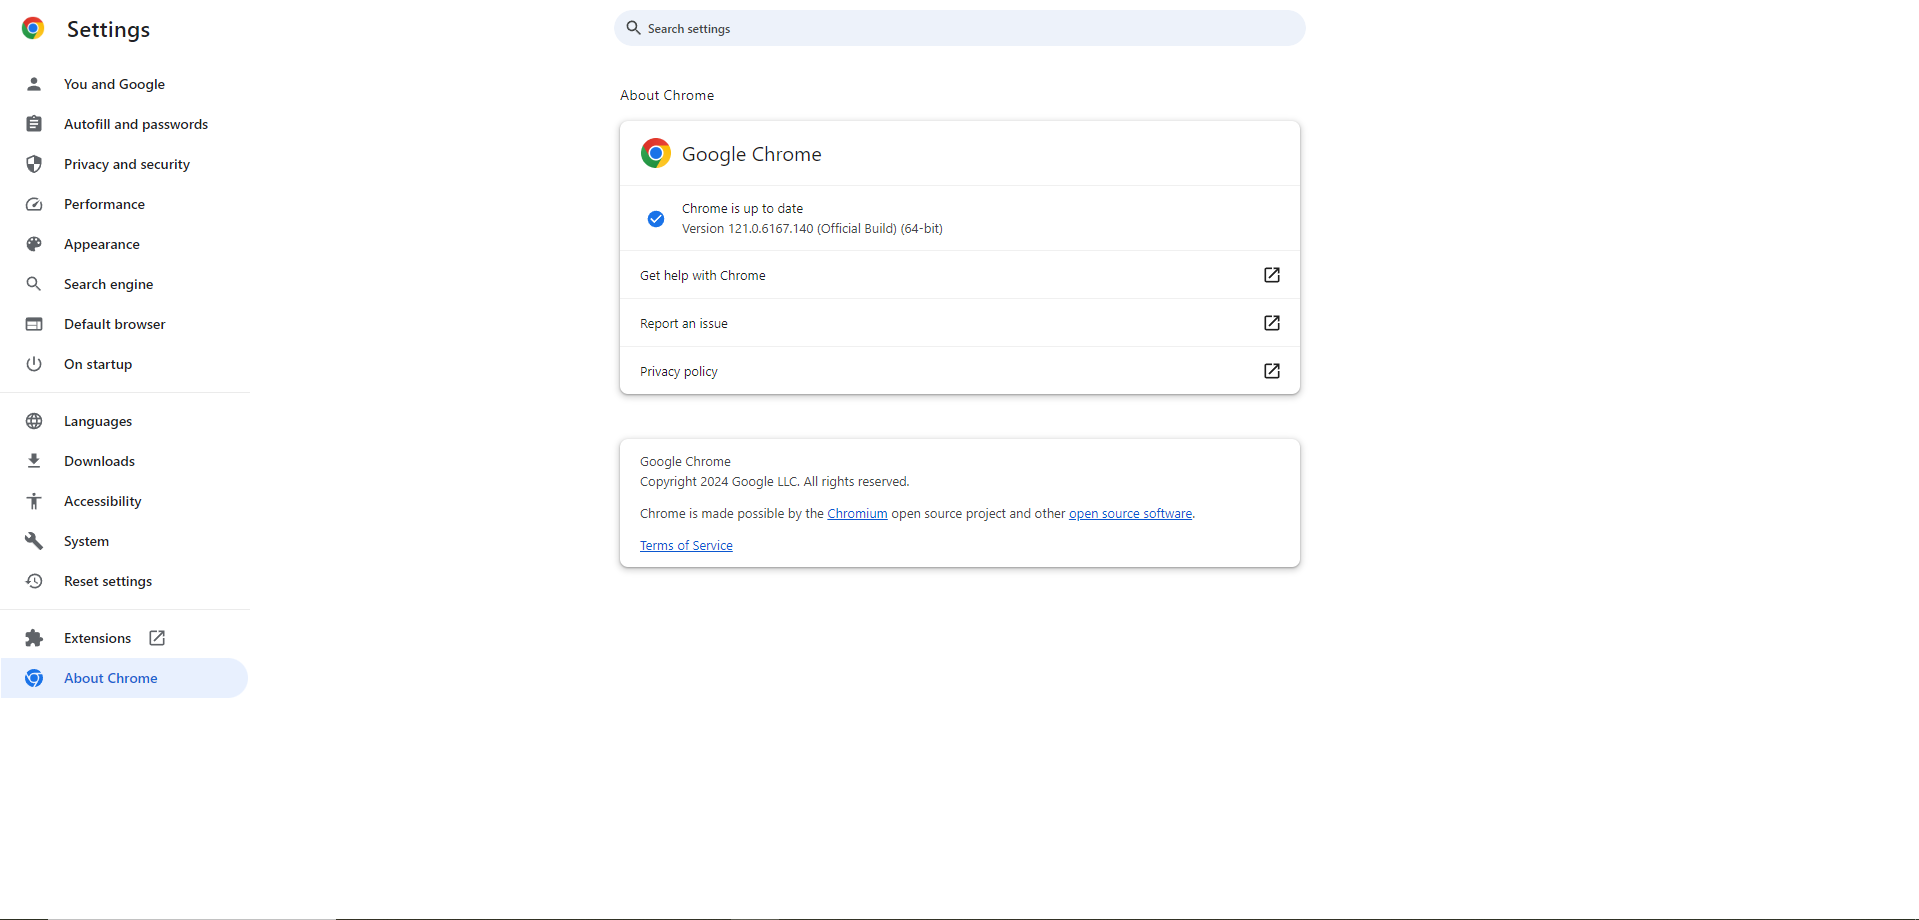 Settings
Search settings
You and Google
Autofill and passwords
Privacy and security
Performance
Appearance
Search engine
Default browser
On startup
Languages
Downloads
Accessibility
System
Reset settings
Extensions
About Chrome
About Chrome
Google Chrome
Chrome is up to date
Version 121.0.6167.140 (Official Build) (64-bit)
Get help with Chrome
Report an issue
Privacy policy
Google Chrome
Copyright 2024 Google LLC. All rights reserved.
Chrome is made possible by the Chromium open source project and other open source software.
Terms of Service